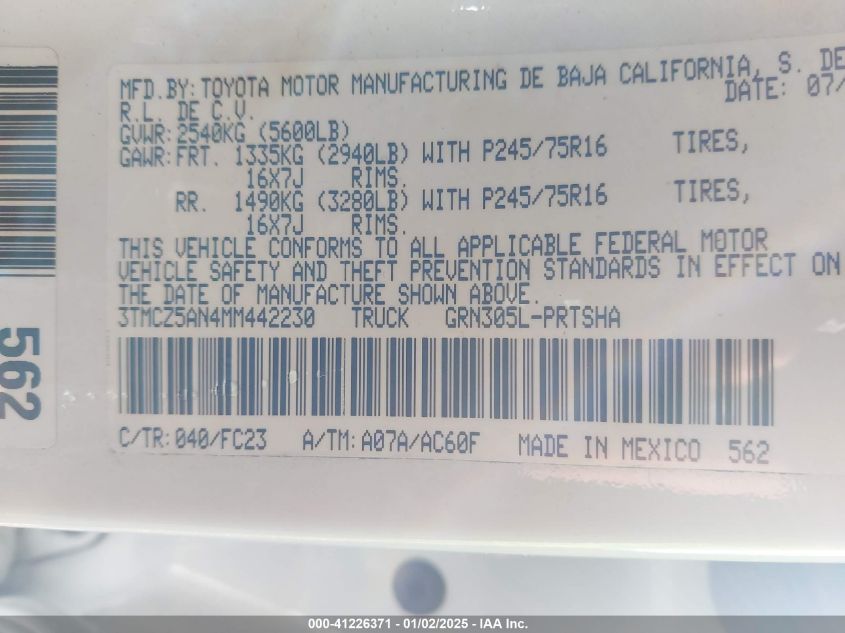 MFD.BY: TOYOTA MOTOR MANUFACTURING DE BAJA CALIFORNIA, S. DE
R.L. DE C.V. DATE: 07/
GVWR: 2540KG (5600LB)
GAWR: FRT. 1335KG (2940LB) WITH P245/75R16 TIRES,
16X7J RIMS.
RR. 1490KG (3280LB) WITH P245/75R16 TIRES,
16X7J RIMS.
THIS VEHICLE CONFORMS TO ALL APPLICABLE FEDERAL MOTOR
VEHICLE SAFETY AND THEFT PREVENTION STANDARDS IN EFFECT ON
THE DATE OF MANUFACTURE SHOWN ABOVE.
3TMCZ5AN4MM442230 TRUCK GRN305L-PRTSHA
C/TR: 040/FC23 A/TM: A07A/AC60F MADE IN MEXICO 562
562
000-41226371 - 01/02/2025 - IAA Inc.